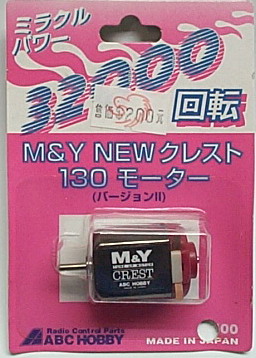 ミラクル
パワー
32000
回転
M&Y NEWクレスト
130 モーター
(バージョンII)
M&Y
CREST
ABC HOBBY
Radio Control Parts
ABC HOBBY
00
MADE IN JAPAN